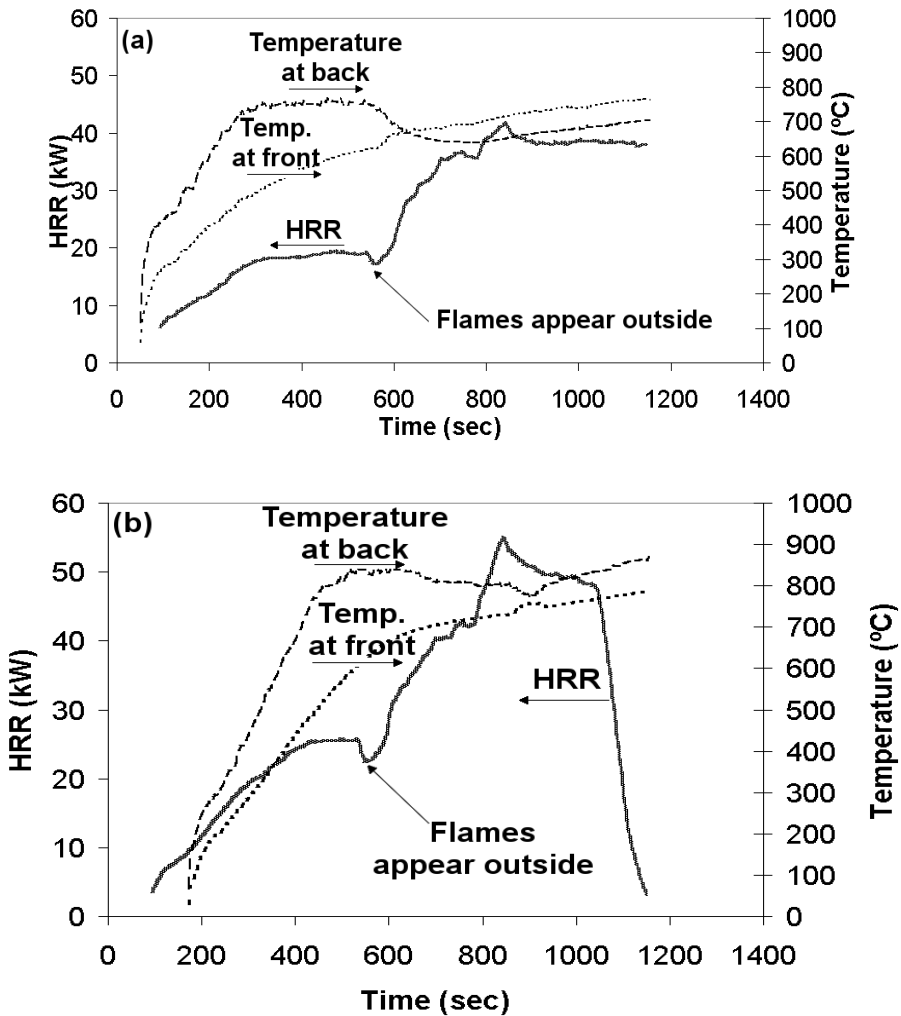 (a)
Temperature
at back
Temp.
at front
HRR
Flames appear outside
60
50
40
30
20
10
0
HRR (kW)
1000
900
800
700
600
500
400
300
200
100
0
Temperature (ºC)
0 200 400 600 800 1000 1200 1400
Time (sec)
(b)
Temperature
at back
Temp.
at front
HRR
Flames
appear outside
60
50
40
30
20
10
0
HRR (kW)
1000
900
800
700
600
500
400
300
200
100
0
Temperature (ºC)
0 200 400 600 800 1000 1200 1400
Time (sec)